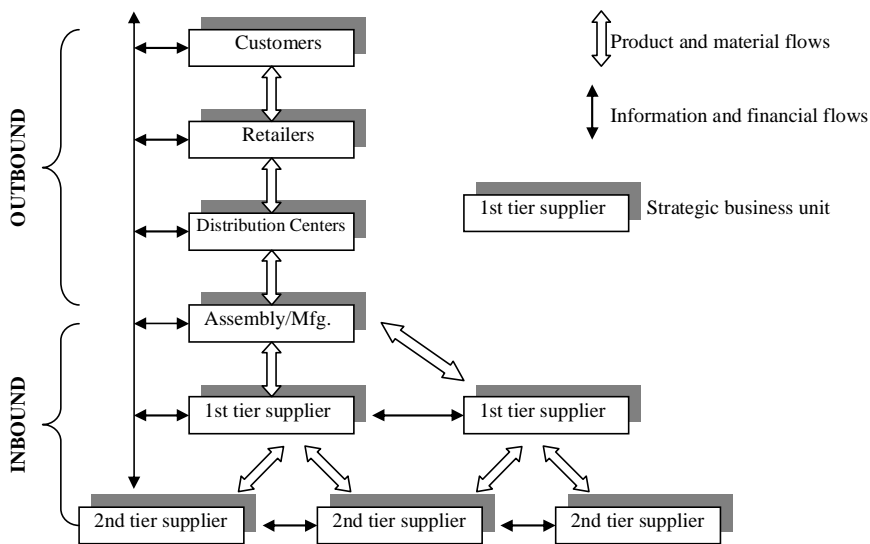 Customers
Product and material flows
Information and financial flows
Retailers
OUTBOUND
1st tier supplier
Strategic business unit
Distribution Centers
Assembly/Mfg.
INBOUND
1st tier supplier
1st tier supplier
2nd tier supplier
2nd tier supplier
2nd tier supplier